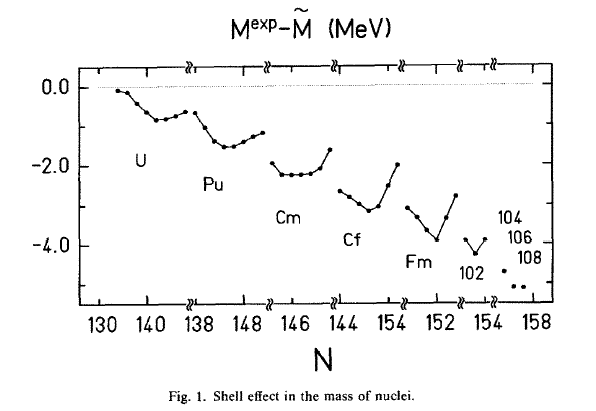 M^exp-M̃ (MeV)
0.0
-2.0
-4.0
U
Pu
Cm
Cf
Fm
102
104
106
108
130 140 138 148 146 144 154 152 154 158
N
Fig. 1. Shell effect in the mass of nuclei.